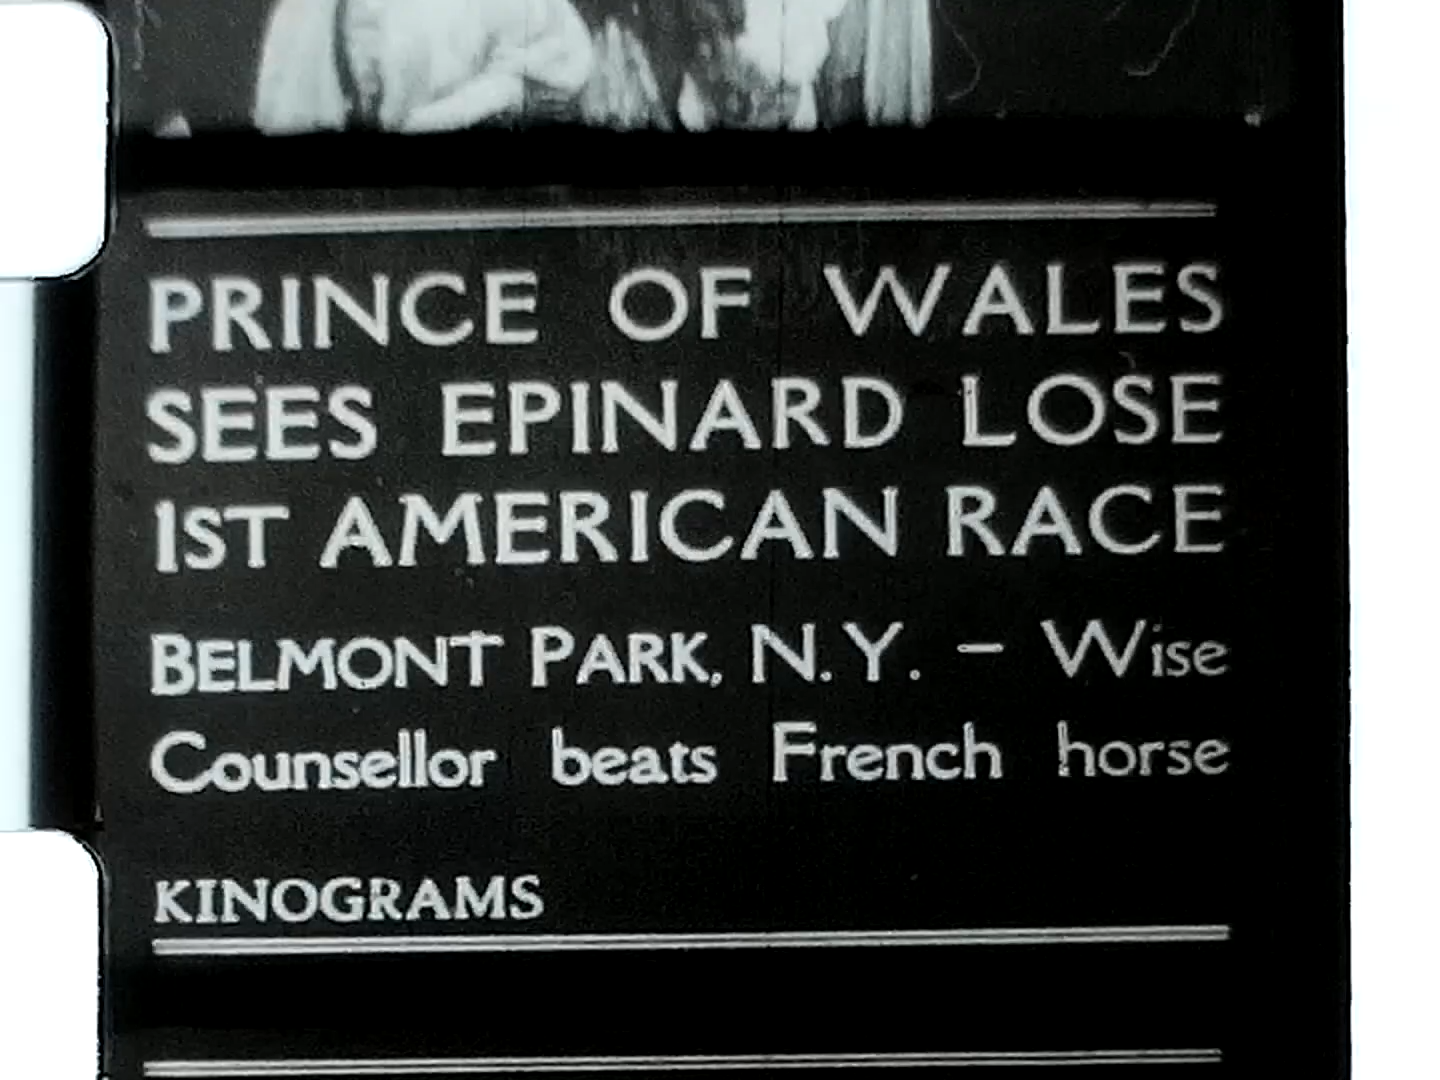 PRINCE OF WALES
SEES EPINARD LOSE
1ST AMERICAN RACE
BELMONT PARK, N.Y. – Wise
Counsellor beats French horse
KINOGRAMS